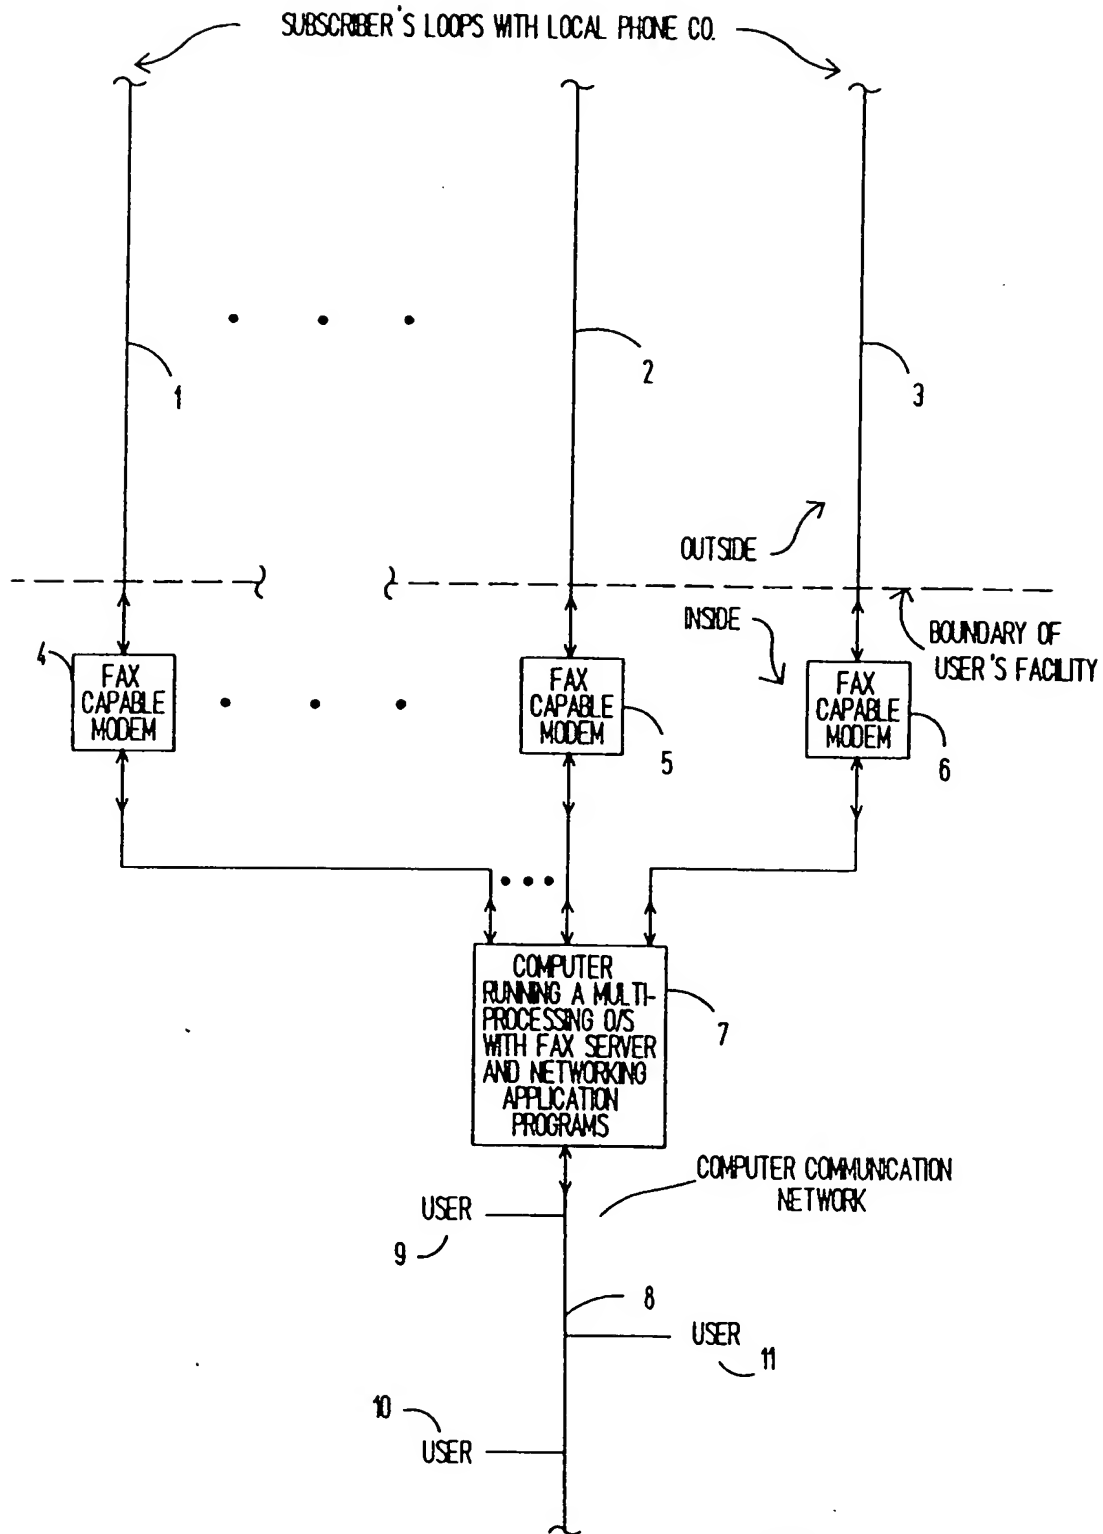 SUBSCRIBER'S LOOPS WITH LOCAL PHONE CO.
1
2
3
OUTSIDE
INSIDE
BOUNDARY OF
USER'S FACILITY
4
FAX
CAPABLE
MODEM
FAX
CAPABLE
MODEM
5
FAX
CAPABLE
MODEM
6
COMPUTER
RUNNING A MULTI-
PROCESSING O/S
WITH FAX SERVER
AND NETWORKING
APPLICATION
PROGRAMS
7
COMPUTER COMMUNICATION
NETWORK
USER
9
8
USER
11
10
USER